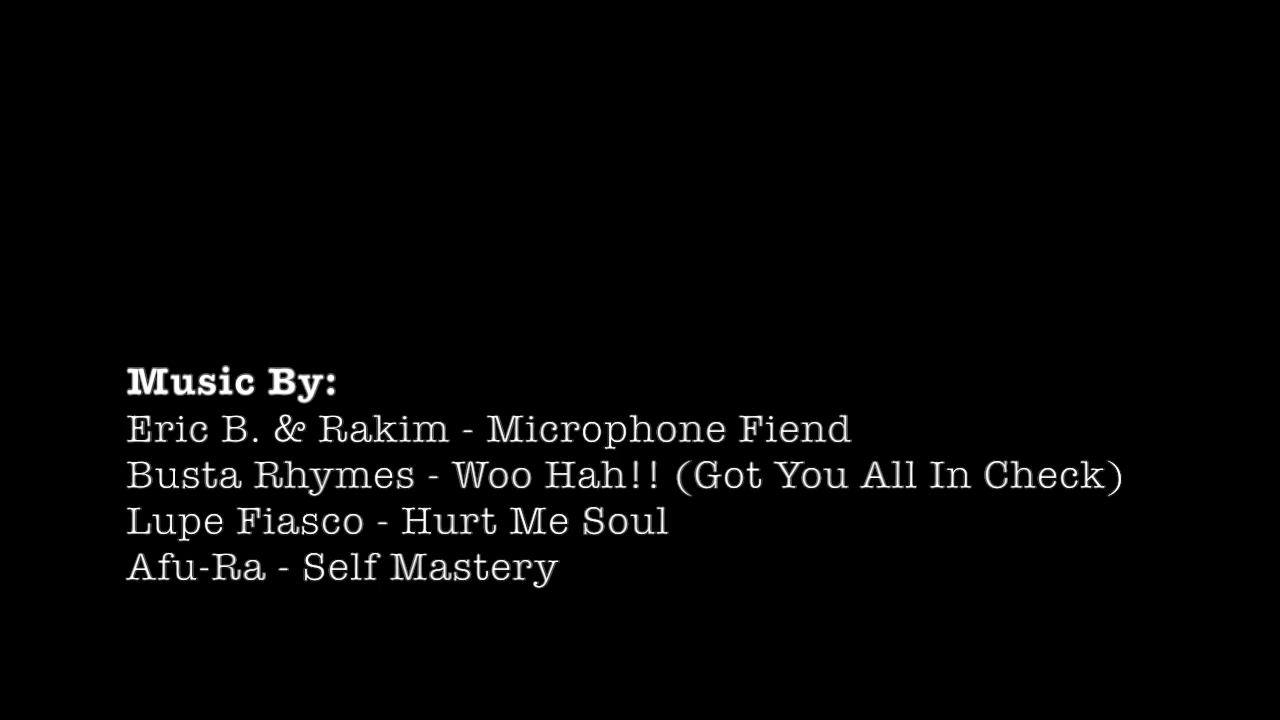 Music By:
Eric B. & Rakim - Microphone Fiend
Busta Rhymes - Woo Hah!! (Got You All In Check)
Lupe Fiasco - Hurt Me Soul
Afu-Ra - Self Mastery